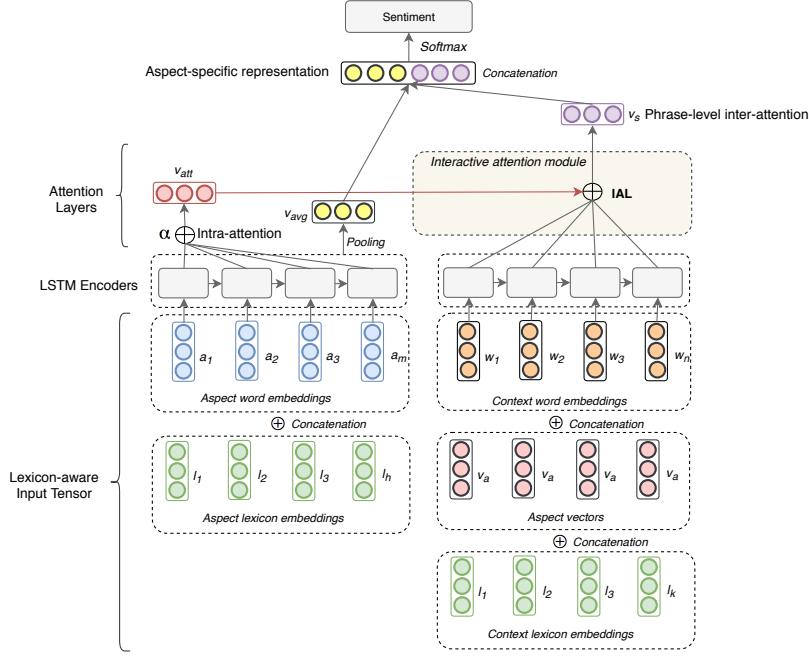 Sentiment
Softmax
Aspect-specific representation
Concatenation
v_s Phrase-level inter-attention
Interactive attention module
v_att
IAL
Attention
Layers
v_avg
α Intra-attention
Pooling
LSTM Encoders
a_1 a_2 a_3 a_m
w_1 w_2 w_3 w_n
Aspect word embeddings
Context word embeddings
⊕ Concatenation
⊕ Concatenation
Lexicon-aware
Input Tensor
l_1 l_2 l_3 l_h
v_a v_a v_a v_a
Aspect lexicon embeddings
Aspect vectors
⊕ Concatenation
l_1 l_2 l_3 l_k
Context lexicon embeddings